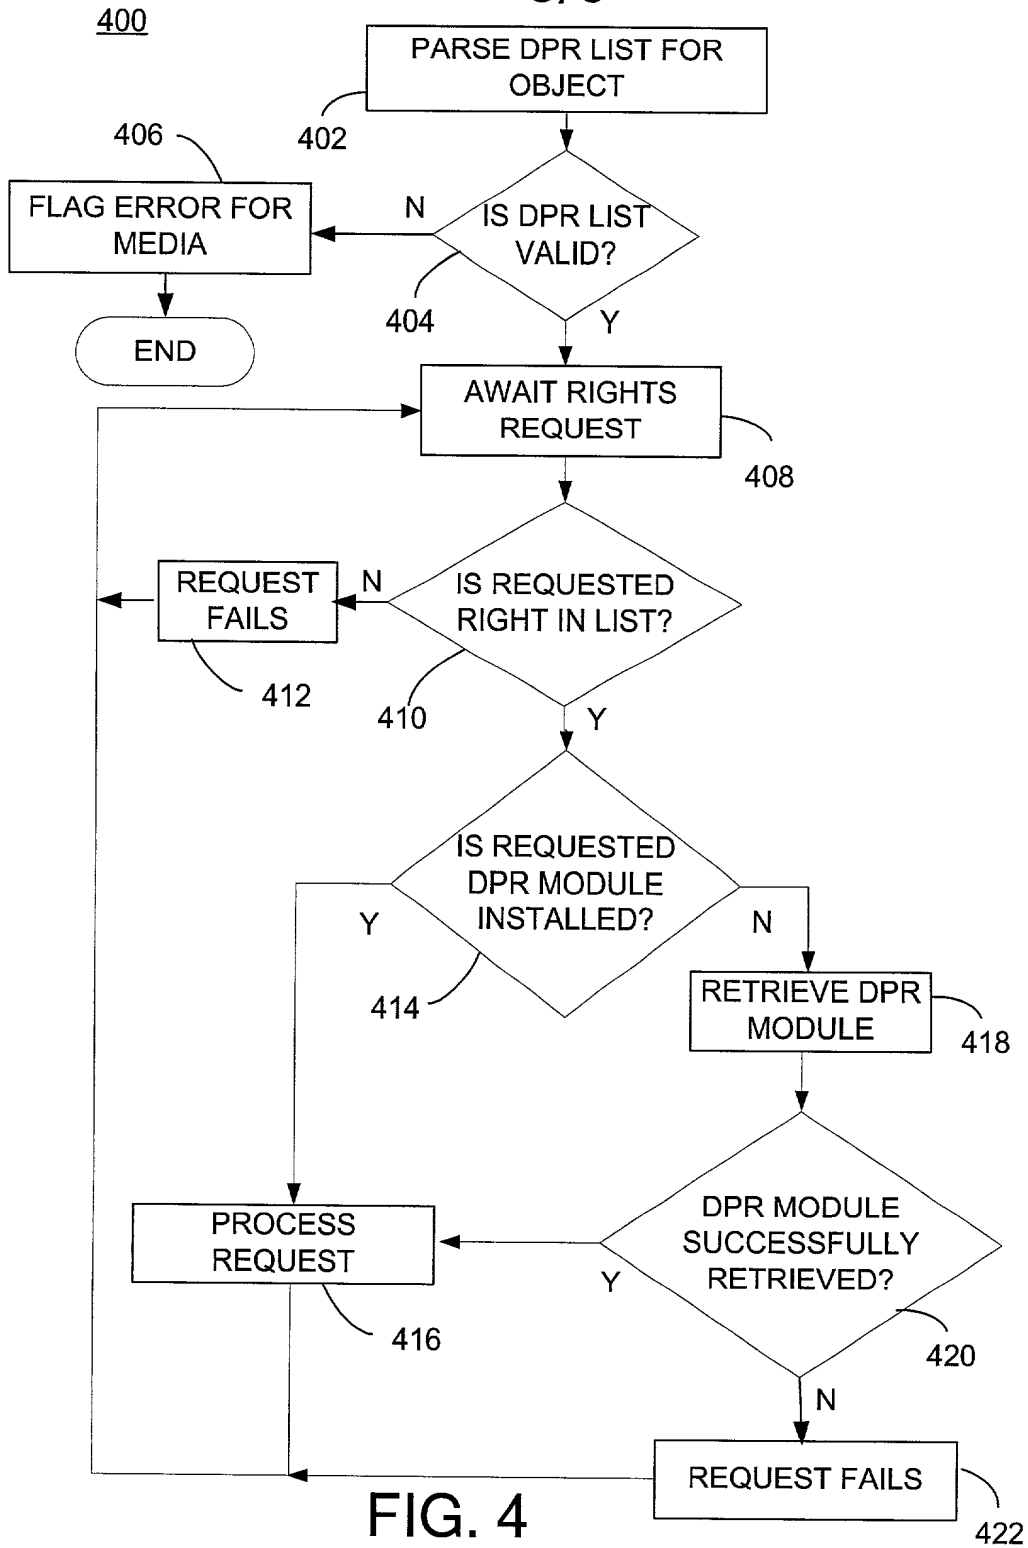 400
PARSE DPR LIST FOR
OBJECT
402
406
FLAG ERROR FOR
MEDIA
N
IS DPR LIST
VALID?
404
Y
END
AWAIT RIGHTS
REQUEST
408
REQUEST
FAILS
N
IS REQUESTED
RIGHT IN LIST?
412
410
Y
IS REQUESTED
DPR MODULE
INSTALLED?
Y
N
414
RETRIEVE DPR
MODULE
418
PROCESS
REQUEST
DPR MODULE
SUCCESSFULLY
RETRIEVED?
Y
416
420
N
REQUEST FAILS
422
FIG. 4